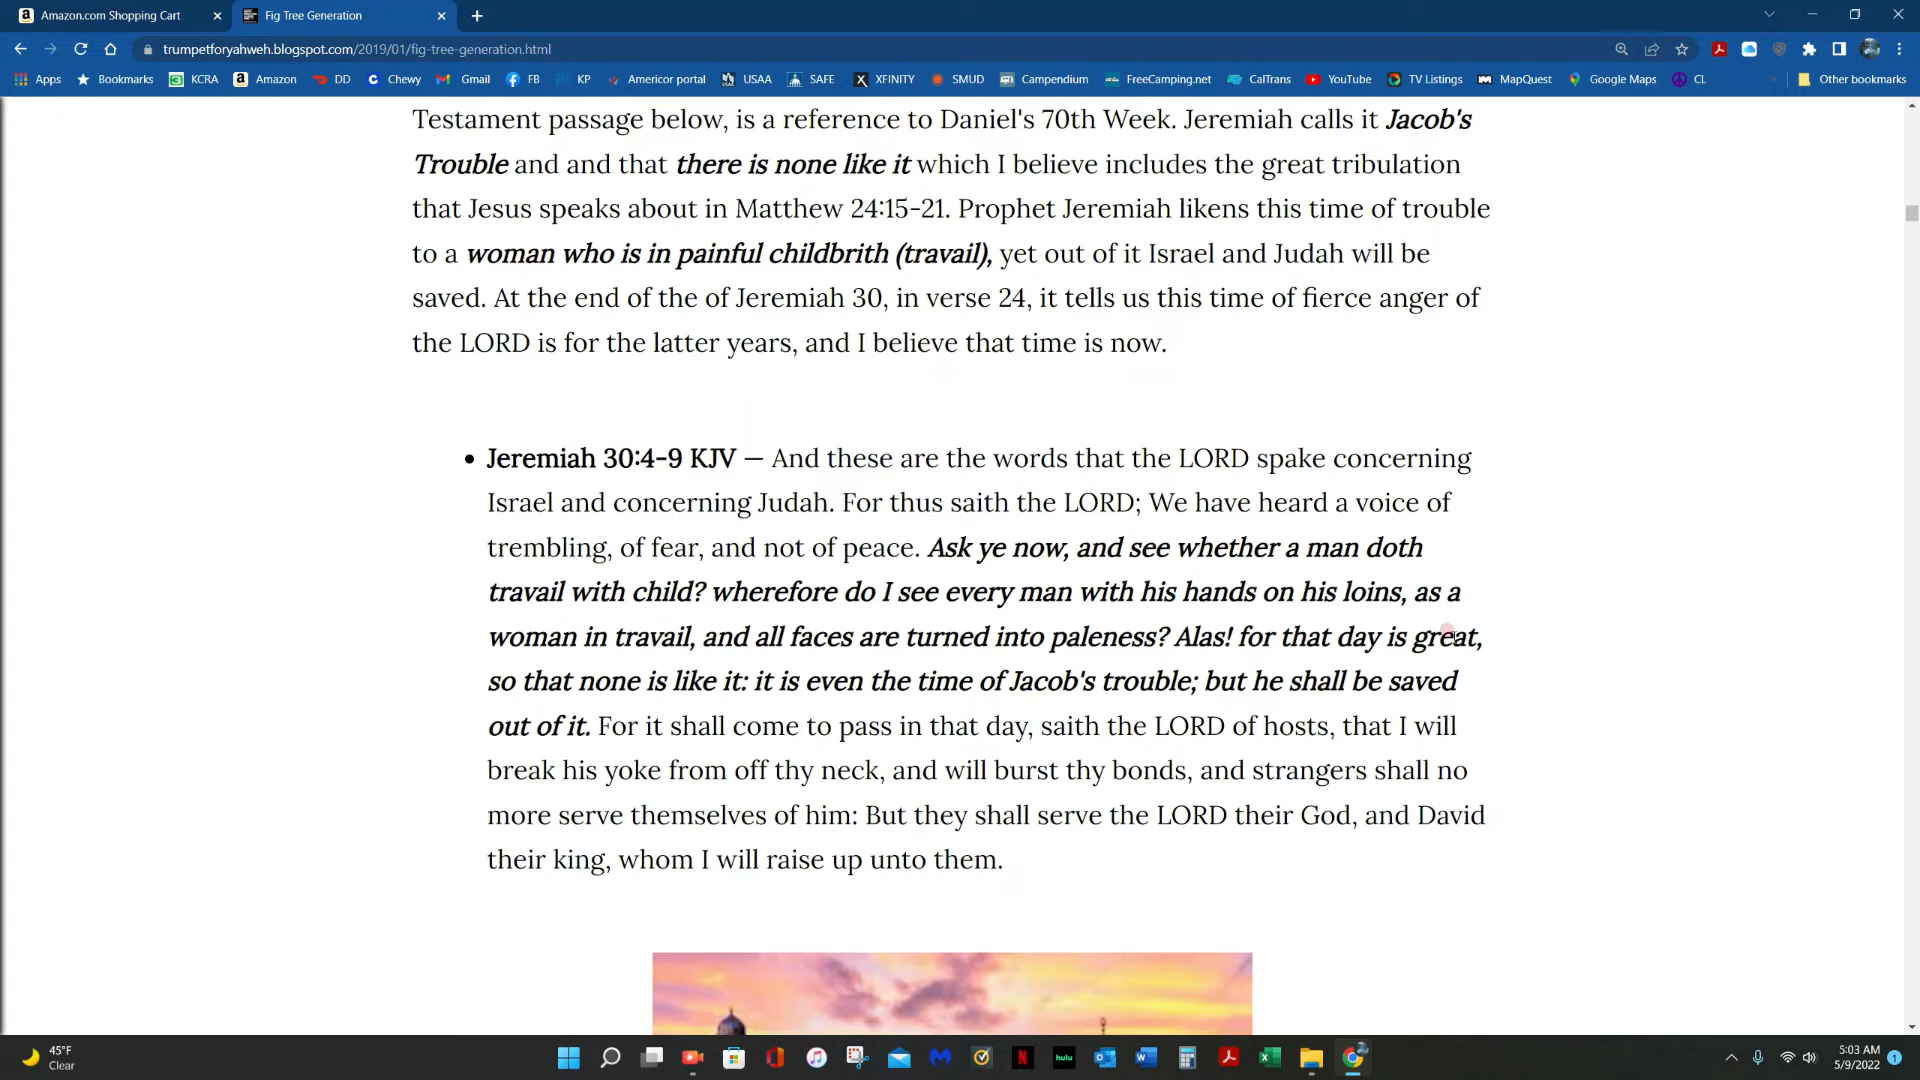 Amazon.com Shopping Cart
Fig Tree Generation
trumpetforyahweh.blogspot.com/2019/01/fig-tree-generation.html
Apps Bookmarks KCRA Amazon DD Chewy Gmail FB KP Americor portal USAA SAFE XFINITY SMUD Campendium FreeCamping.net CalTrans YouTube TV Listings MapQuest Google Maps CL Other bookmarks
Testament passage below, is a reference to Daniel's 70th Week. Jeremiah calls it Jacob's
Trouble and and that there is none like it which I believe includes the great tribulation
that Jesus speaks about in Matthew 24:15-21. Prophet Jeremiah likens this time of trouble
to a woman who is in painful childbrith (travail), yet out of it Israel and Judah will be
saved. At the end of the of Jeremiah 30, in verse 24, it tells us this time of fierce anger of
the LORD is for the latter years, and I believe that time is now.
• Jeremiah 30:4-9 KJV — And these are the words that the LORD spake concerning
Israel and concerning Judah. For thus saith the LORD; We have heard a voice of
trembling, of fear, and not of peace. Ask ye now, and see whether a man doth
travail with child? wherefore do I see every man with his hands on his loins, as a
woman in travail, and all faces are turned into paleness? Alas! for that day is great,
so that none is like it: it is even the time of Jacob's trouble; but he shall be saved
out of it. For it shall come to pass in that day, saith the LORD of hosts, that I will
break his yoke from off thy neck, and will burst thy bonds, and strangers shall no
more serve themselves of him: But they shall serve the LORD their God, and David
their king, whom I will raise up unto them.
45°F
Clear
hulu
5:03 AM
5/9/2022
1